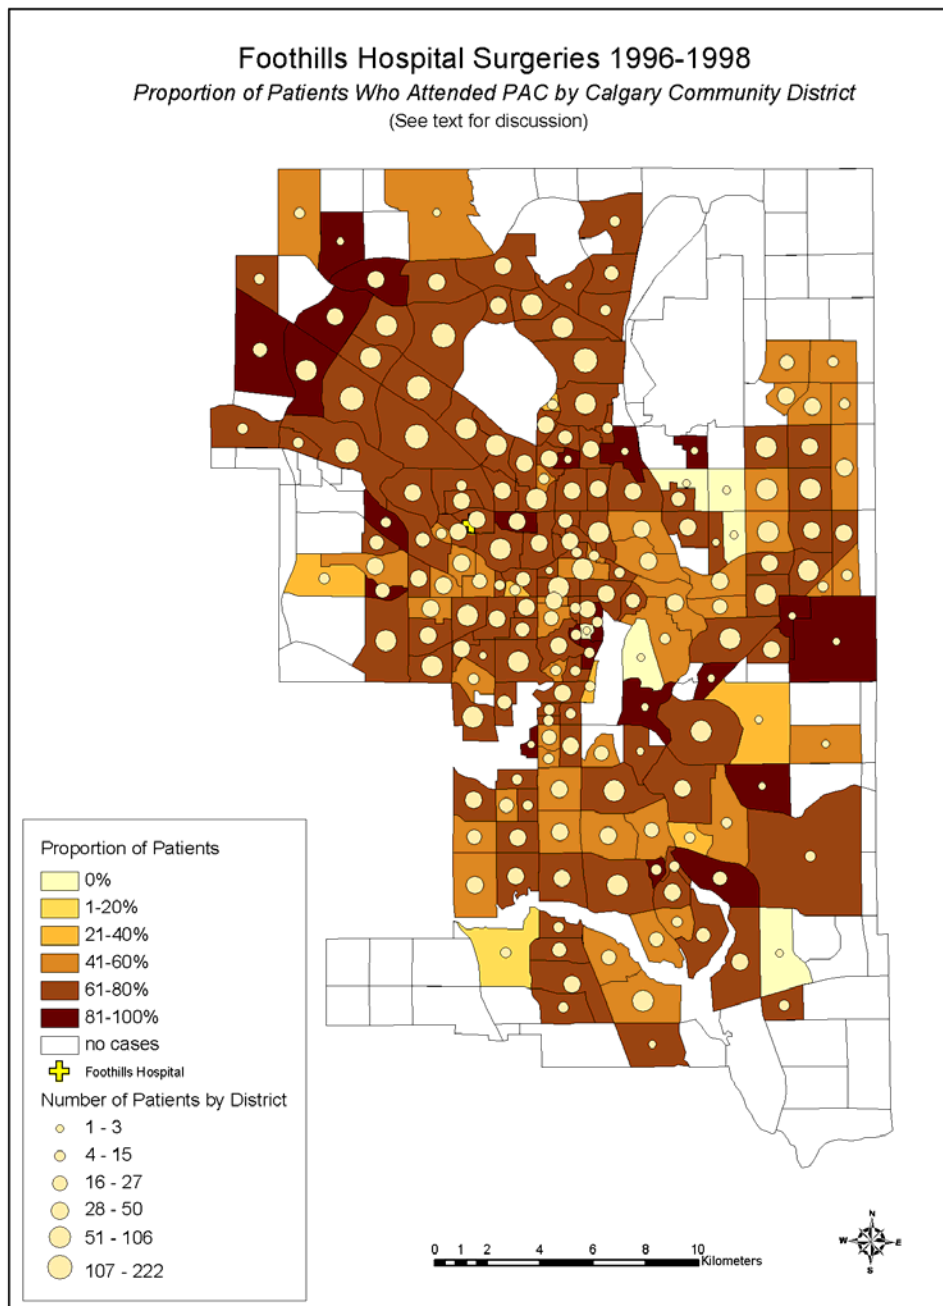 Foothills Hospital Surgeries 1996-1998
Proportion of Patients Who Attended PAC by Calgary Community District
(See text for discussion)
Proportion of Patients
0%
1-20%
21-40%
41-60%
61-80%
81-100%
no cases
Foothills Hospital
Number of Patients by District
1 - 3
4 - 15
16 - 27
28 - 50
51 - 106
107 - 222
N
W E
S
0 1 2 4 6 8 10
Kilometers